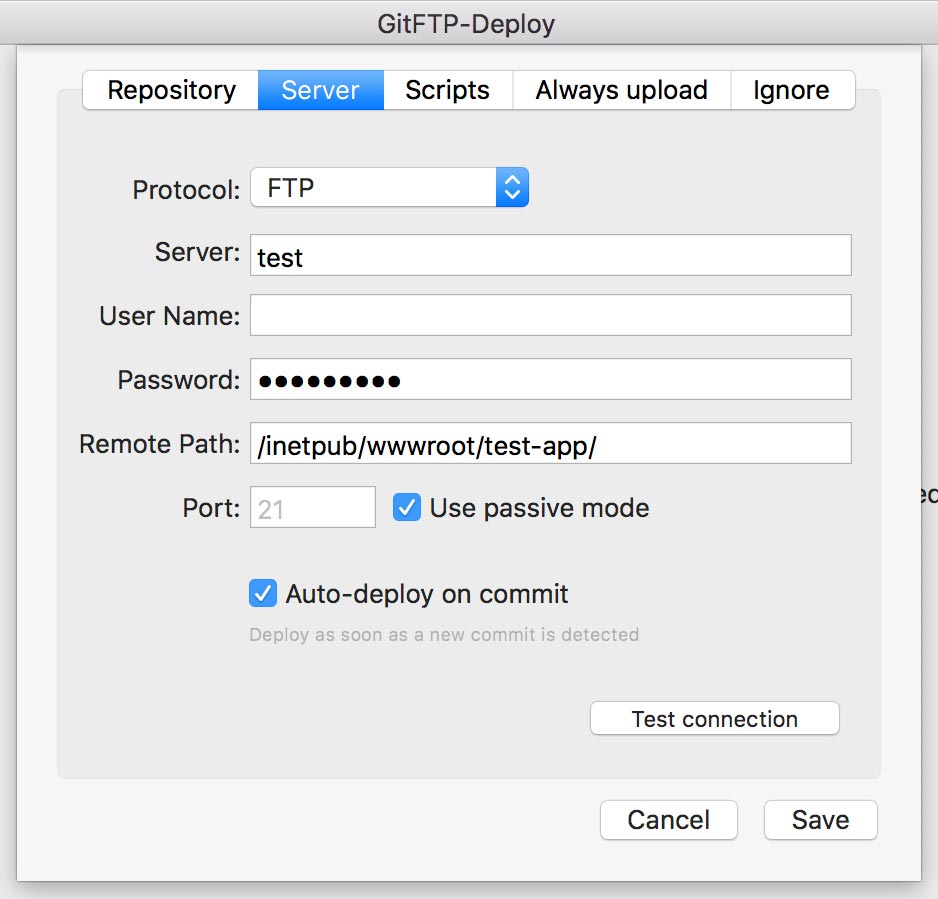 GitFTP-Deploy
Repository Server Scripts Always upload Ignore
Protocol: FTP
Server: test
User Name:
Password: •••••••••
Remote Path: /inetpub/wwwroot/test-app/
Port: 21 Use passive mode
Auto-deploy on commit
Deploy as soon as a new commit is detected
Test connection
Cancel Save